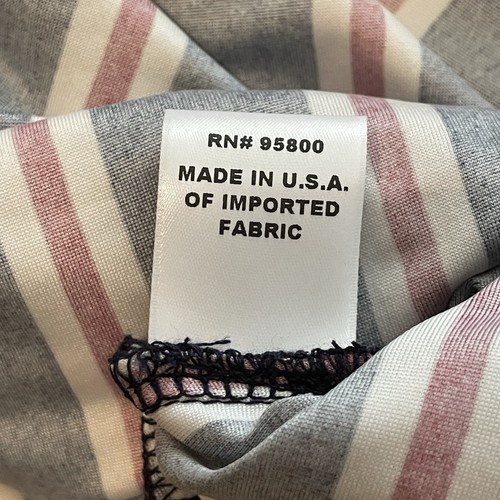 RN# 95800
MADE IN U.S.A.
OF IMPORTED
FABRIC